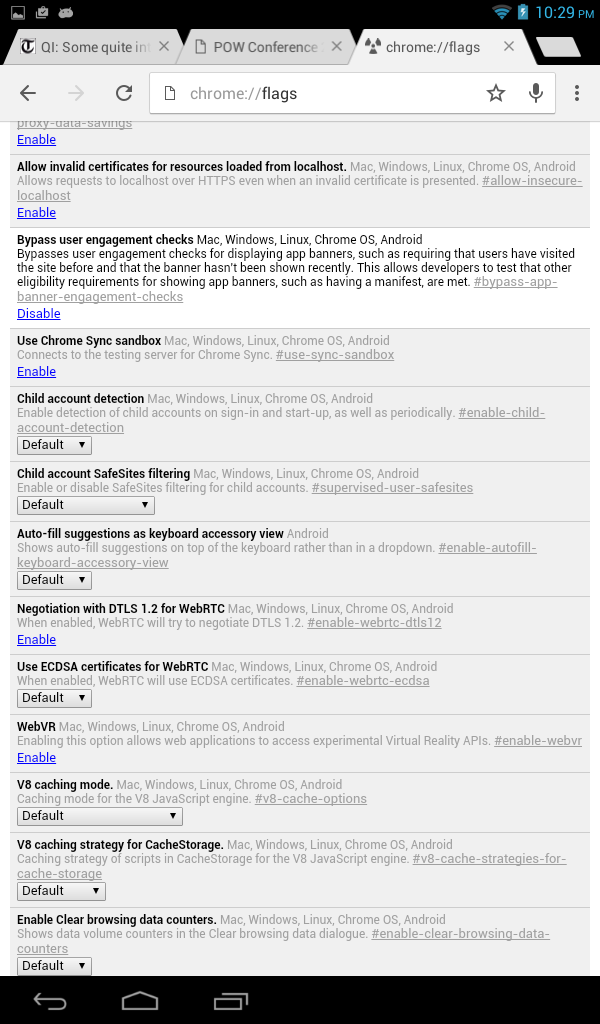 10:29 PM
QI: Some quite int
POW Conference
chrome://flags
chrome://flags
proxy-data-savings
Enable
Allow invalid certificates for resources loaded from localhost. Mac, Windows, Linux, Chrome OS, Android
Allows requests to localhost over HTTPS even when an invalid certificate is presented. #allow-insecure-
localhost
Enable
Bypass user engagement checks Mac, Windows, Linux, Chrome OS, Android
Bypasses user engagement checks for displaying app banners, such as requiring that users have visited
the site before and that the banner hasn't been shown recently. This allows developers to test that other
eligibility requirements for showing app banners, such as having a manifest, are met. #bypass-app-
banner-engagement-checks
Disable
Use Chrome Sync sandbox Mac, Windows, Linux, Chrome OS, Android
Connects to the testing server for Chrome Sync. #use-sync-sandbox
Enable
Child account detection Mac, Windows, Linux, Chrome OS, Android
Enable detection of child accounts on sign-in and start-up, as well as periodically. #enable-child-
account-detection
Default
Child account SafeSites filtering Mac, Windows, Linux, Chrome OS, Android
Enable or disable SafeSites filtering for child accounts. #supervised-user-safesites
Default
Auto-fill suggestions as keyboard accessory view Android
Shows auto-fill suggestions on top of the keyboard rather than in a dropdown. #enable-autofill-
keyboard-accessory-view
Default
Negotiation with DTLS 1.2 for WebRTC Mac, Windows, Linux, Chrome OS, Android
When enabled, WebRTC will try to negotiate DTLS 1.2. #enable-webrtc-dtls12
Enable
Use ECDSA certificates for WebRTC Mac, Windows, Linux, Chrome OS, Android
When enabled, WebRTC will use ECDSA certificates. #enable-webrtc-ecdsa
Default
WebVR Mac, Windows, Linux, Chrome OS, Android
Enabling this option allows web applications to access experimental Virtual Reality APIs. #enable-webvr
Enable
V8 caching mode. Mac, Windows, Linux, Chrome OS, Android
Caching mode for the V8 JavaScript engine. #v8-cache-options
Default
V8 caching strategy for CacheStorage. Mac, Windows, Linux, Chrome OS, Android
Caching strategy of scripts in CacheStorage for the V8 JavaScript engine. #v8-cache-strategies-for-
cache-storage
Default
Enable Clear browsing data counters. Mac, Windows, Linux, Chrome OS, Android
Shows data volume counters in the Clear browsing data dialogue. #enable-clear-browsing-data-
counters
Default